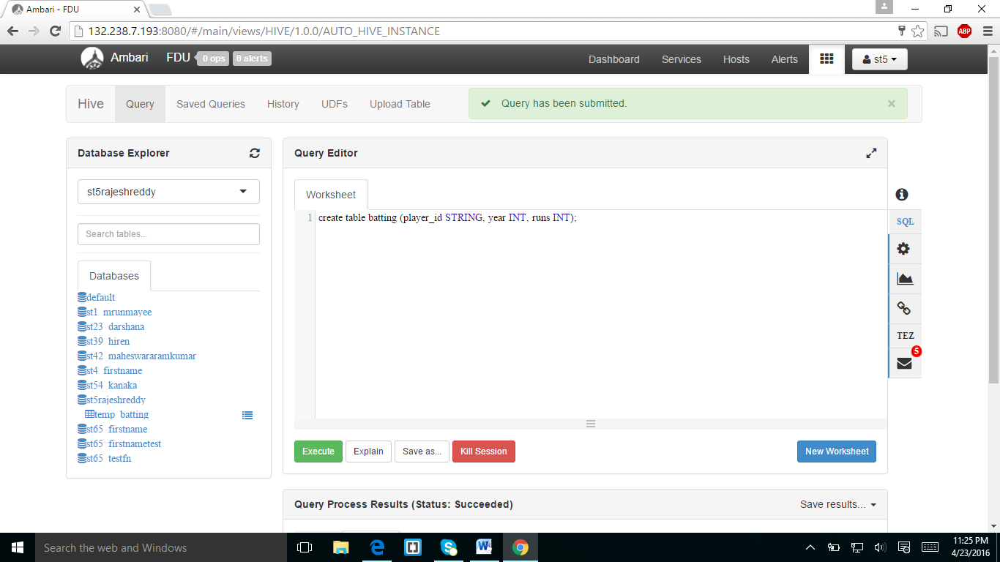 Ambari - FDU
132.238.7.193:8080/#/main/views/HIVE/1.0.0/AUTO_HIVE_INSTANCE
ABP
Ambari FDU 0 ops 0 alerts Dashboard Services Hosts Alerts st5
Hive Query Saved Queries History UDFs Upload Table Query has been submitted. ×
Database Explorer
st5rajeshreddy
Search tables...
Databases
default
st1_mrunmayee
st23_darshana
st39_hiren
st42_maheswararamkumar
st4_firstname
st54_kanaka
st5rajeshreddy
temp_batting
st65_firstname
st65_firstnametest
st65_testfn
Query Editor
Worksheet
1 create table batting (player_id STRING, year INT, runs INT);
SQL
TEZ
5
Execute Explain Save as... Kill Session New Worksheet
Query Process Results (Status: Succeeded) Save results...
Search the web and Windows
11:25 PM
4/23/2016